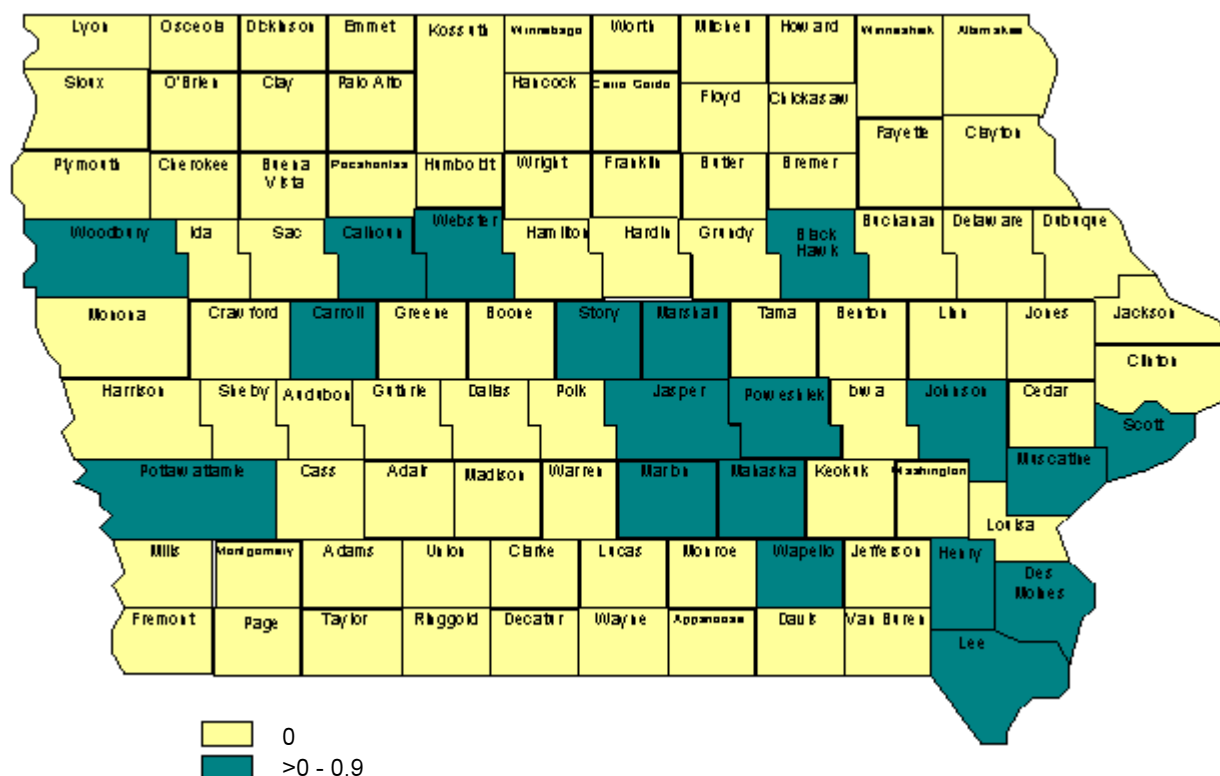 Lyon Osceola Dickinson Emmet Kossuth Winnebago Worth Mitchell Howard Winneshiek Allamakee
Sioux O'Brien Clay Palo Alto Hancock Cerro Gordo Floyd Chickasaw
Fayette Clayton
Plymouth Cherokee Buena Vista Pocahontas Humboldt Wright Franklin Butler Bremer
Woodbury Ida Sac Calhoun Webster Hamilton Hardin Grundy Black Hawk Buchanan Delaware Dubuque
Monona Crawford Carroll Greene Boone Story Marshall Tama Benton Linn Jones Jackson
Clinton
Harrison Shelby Audubon Guthrie Dallas Polk Jasper Poweshiek Iowa Johnson Cedar
Scott
Pottawattamie Cass Adair Madison Warren Marion Mahaska Keokuk Washington Muscatine
Louisa
Mills Montgomery Adams Union Clarke Lucas Monroe Wapello Jefferson Henry Des Moines
Fremont Page Taylor Ringgold Decatur Wayne Appanoose Davis Van Buren Lee
0
>0 - 0.9